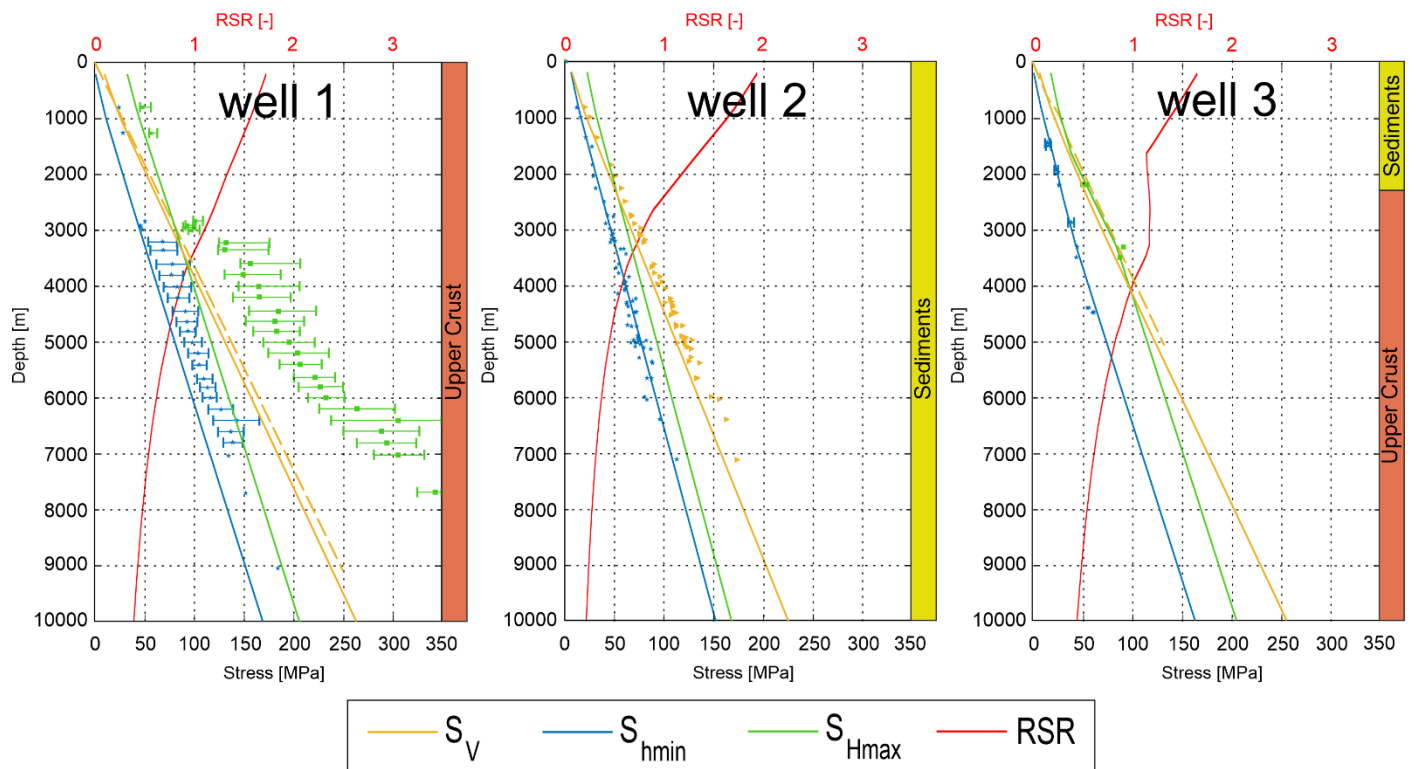 RSR [-]
0 1 2 3
well 1
0
1000
2000
3000
4000
5000
6000
7000
8000
9000
10000
Depth [m]
0 50 100 150 200 250 300 350
Stress [MPa]
Upper Crust
RSR [-]
0 1 2 3
well 2
0
1000
2000
3000
4000
5000
6000
7000
8000
9000
10000
Depth [m]
0 50 100 150 200 250 300 350
Stress [MPa]
Sediments
RSR [-]
0 1 2 3
well 3
0
1000
2000
3000
4000
5000
6000
7000
8000
9000
10000
Depth [m]
0 50 100 150 200 250 300 350
Stress [MPa]
Sediments
Upper Crust
SV Shmin SHmax RSR